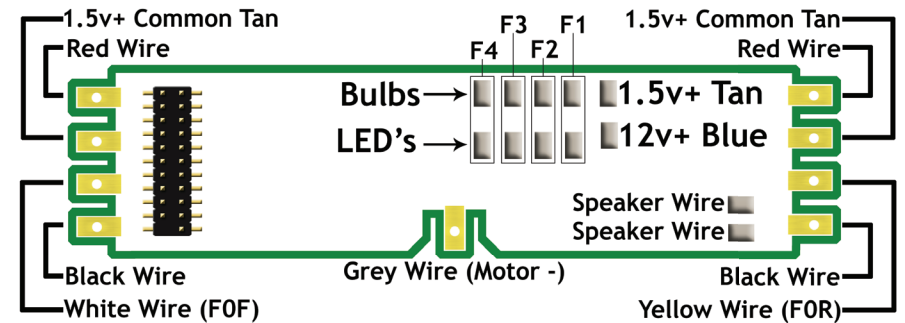 1.5v+ Common Tan
1.5v+ Common Tan
Red Wire
Red Wire
F4
F3
F2
F1
Bulbs
1.5v+ Tan
LED's
12v+ Blue
Speaker Wire
Speaker Wire
Grey Wire (Motor -)
Black Wire
Black Wire
White Wire (F0F)
Yellow Wire (F0R)